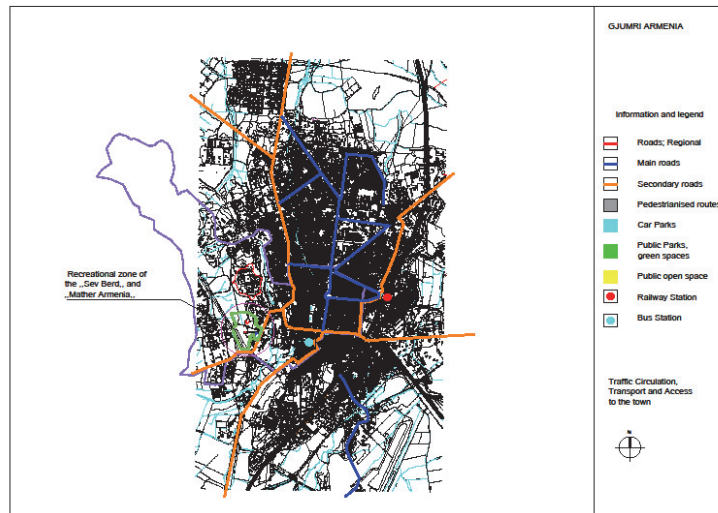 GJUMRI ARMENIA
Information and legend
Roads; Regional
Main roads
Secondary roads
Pedestrianised routes
Car Parks
Public Parks,
green spaces
Public open space
Railway Station
Bus Station
Recreational zone of
the ,,Sev Berd,, and
,,Mather Armenia,,
Traffic Circulation,
Transport and Access
to the town
N